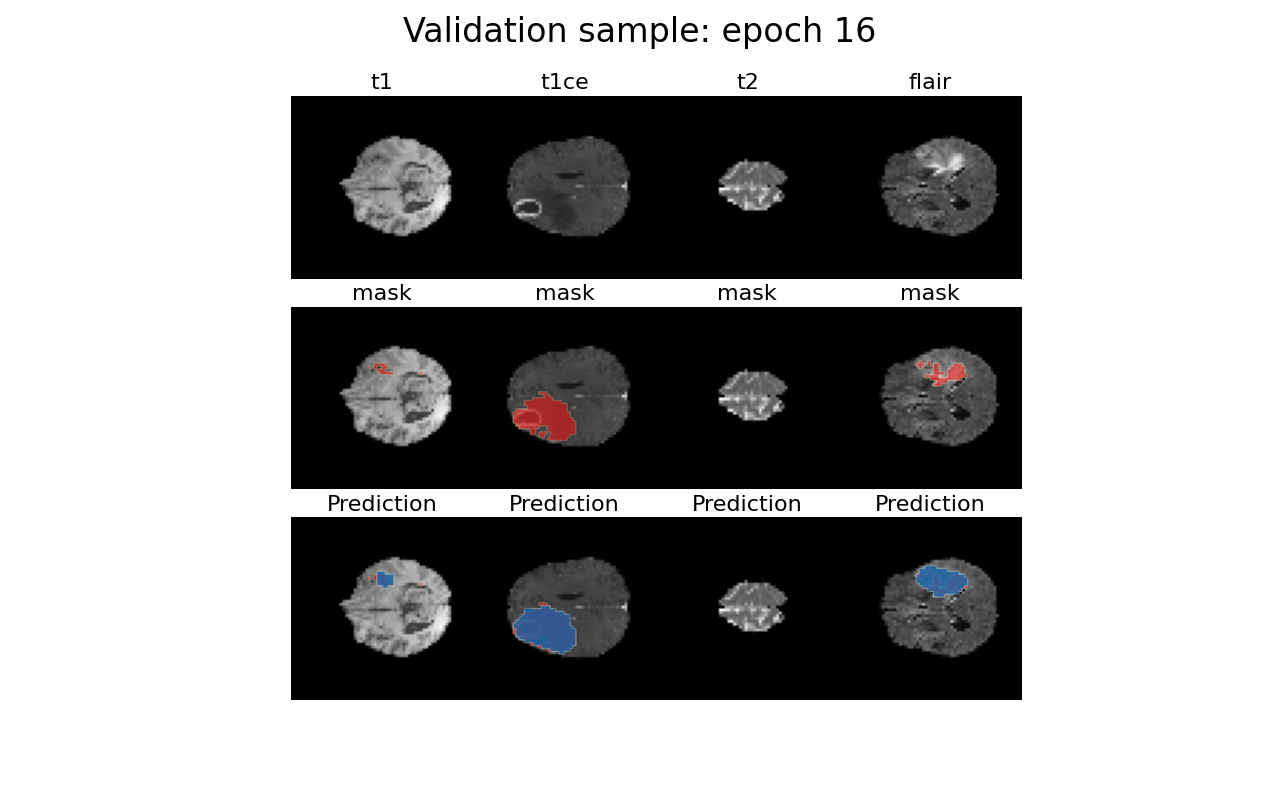 Validation sample: epoch 16
t1 t1ce t2 flair
mask mask mask mask
Prediction Prediction Prediction Prediction